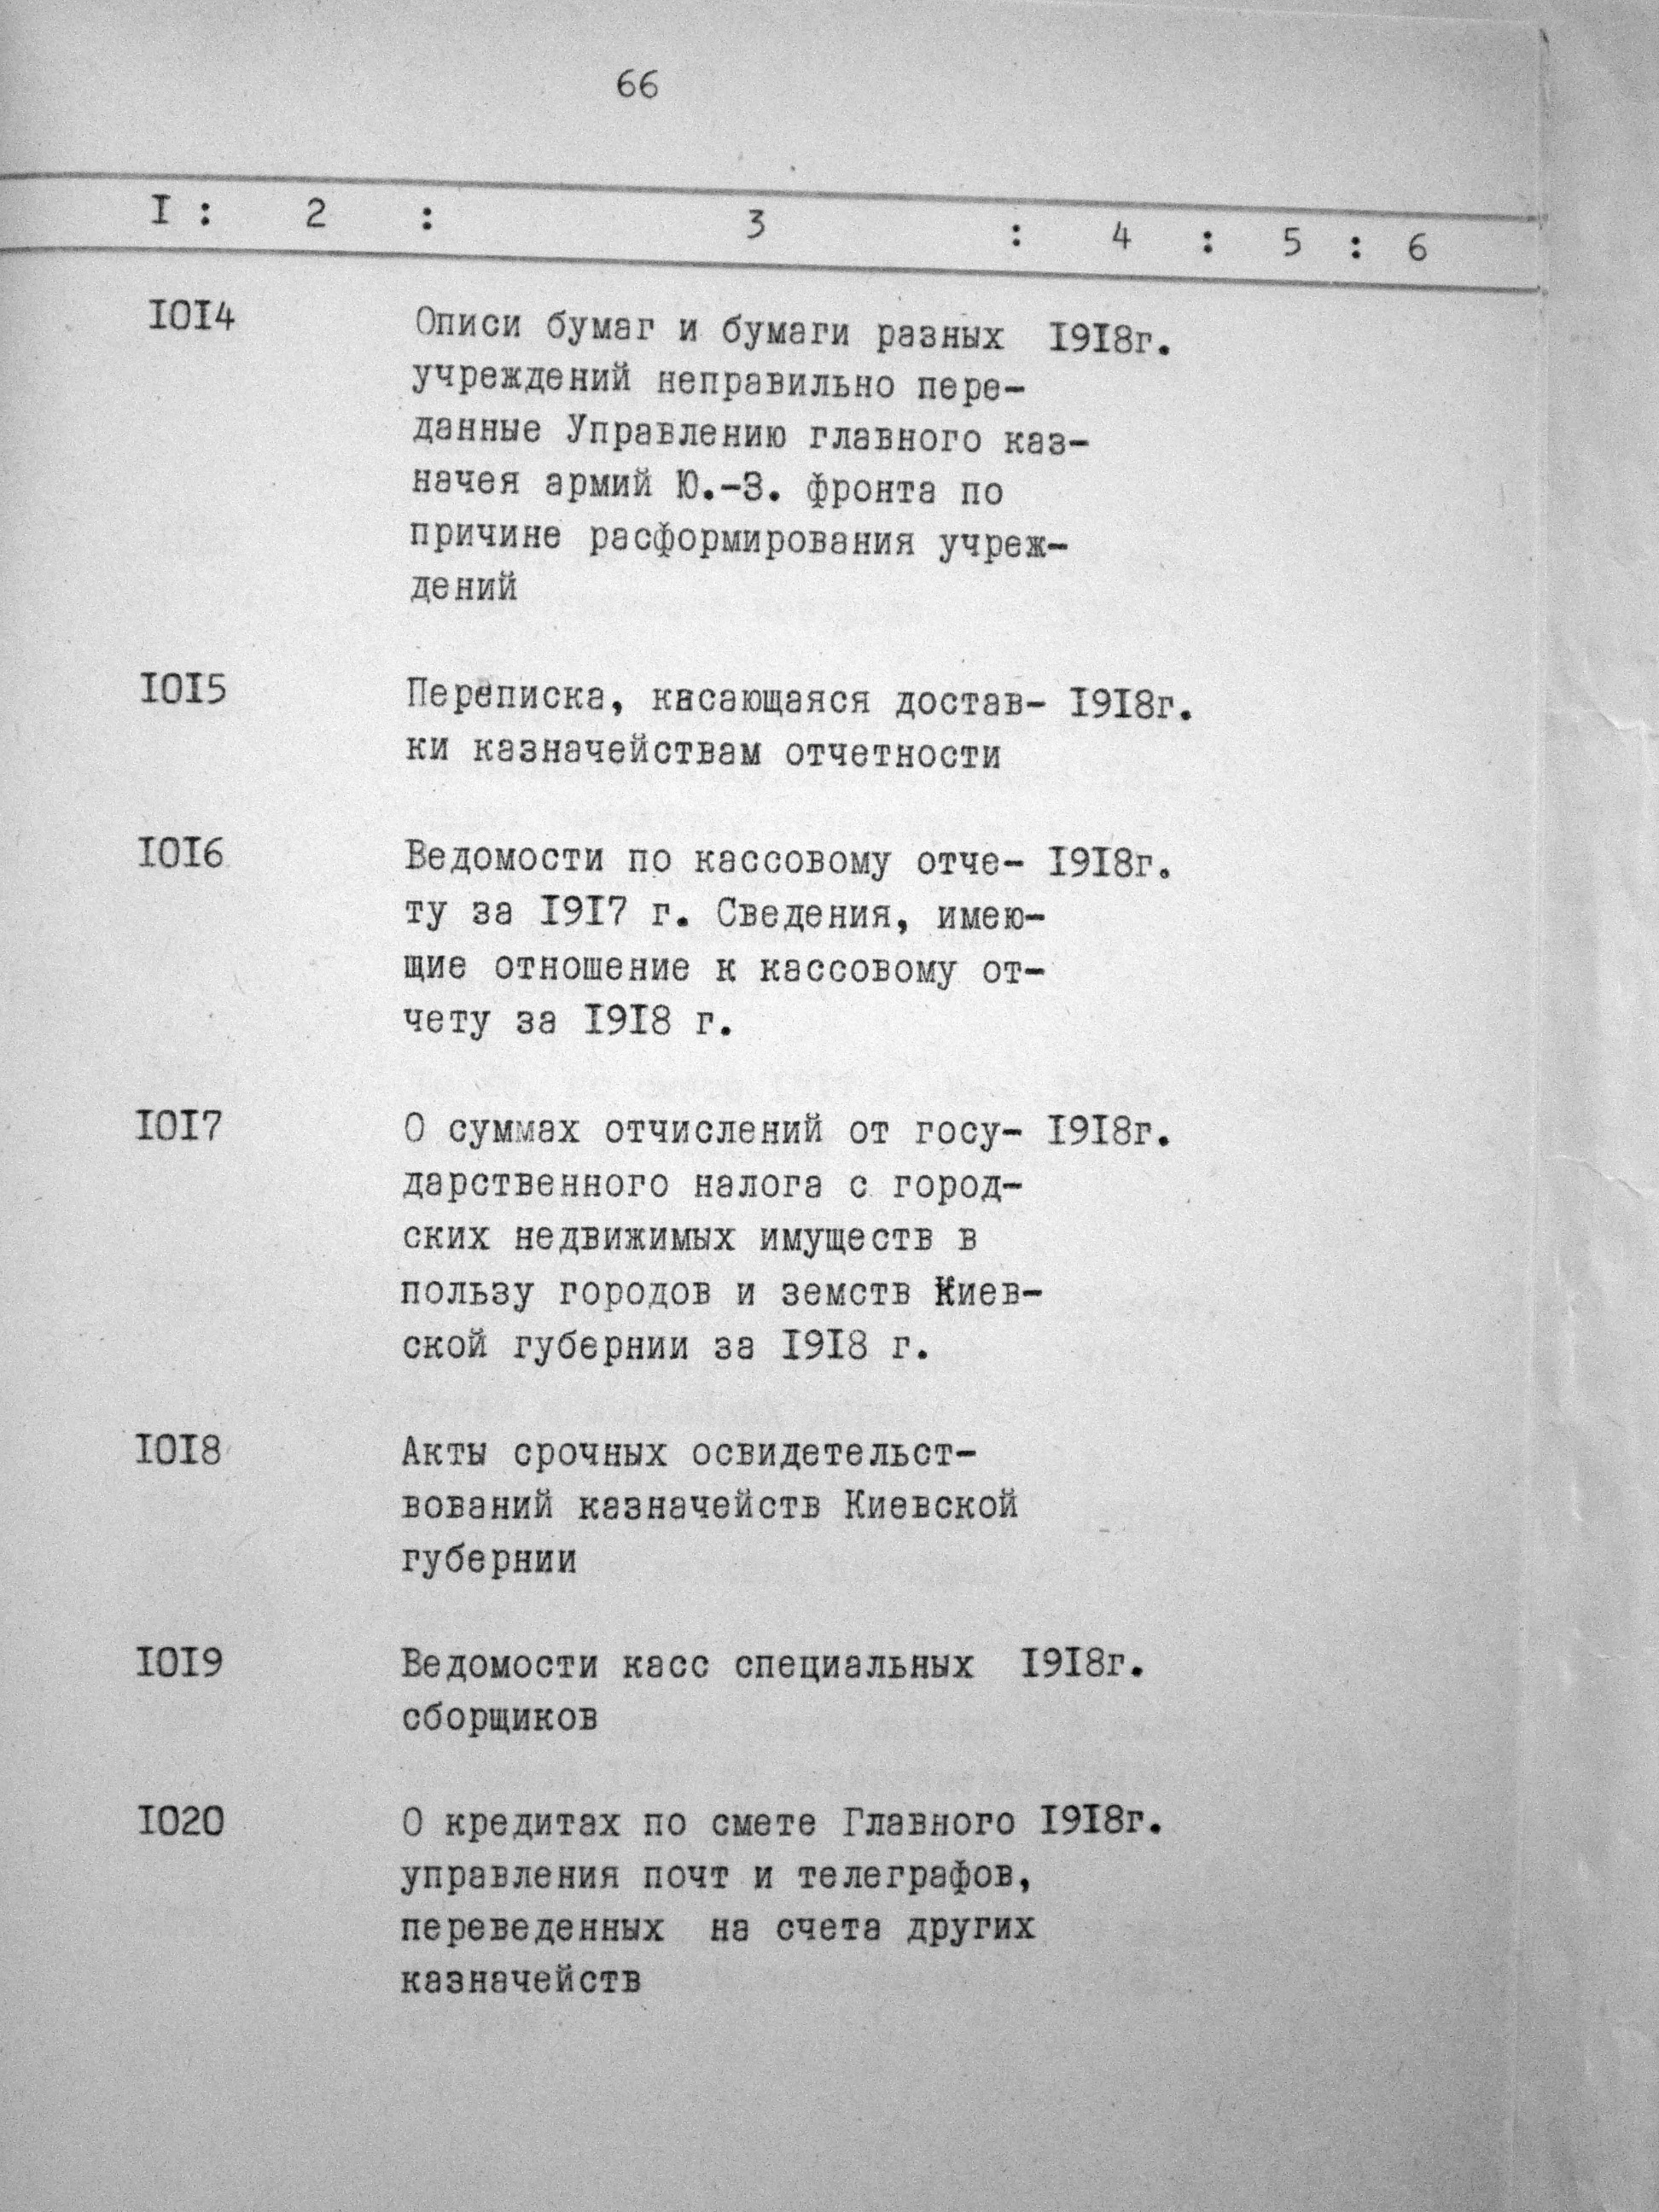 66
I : 2 : 3 : 4 : 5 : 6
IOI4 Описи бумаг и бумаги разных I9I8г.
учреждений неправильно пере-
данные Управлению главного каз-
начея армий Ю.-З. фронта по
причине расформирования учреж-
дений
IOI5 Переписка, касающаяся достав- I9I8г.
ки казначействам отчетности
IOI6 Ведомости по кассовому отче- I9I8г.
ту за I9I7 г. Сведения, имею-
щие отношение к кассовому от-
чету за I9I8 г.
IOI7 О суммах отчислений от госу- I9I8г.
дарственного налога с город-
ских недвижимых имуществ в
пользу городов и земств Киев-
ской губернии за I9I8 г.
IOI8 Акты срочных освидетельст-
вований казначейств Киевской
губернии
IOI9 Ведомости касс специальных I9I8г.
сборщиков
IO20 О кредитах по смете Главного I9I8г.
управления почт и телеграфов,
переведенных на счета других
казначейств